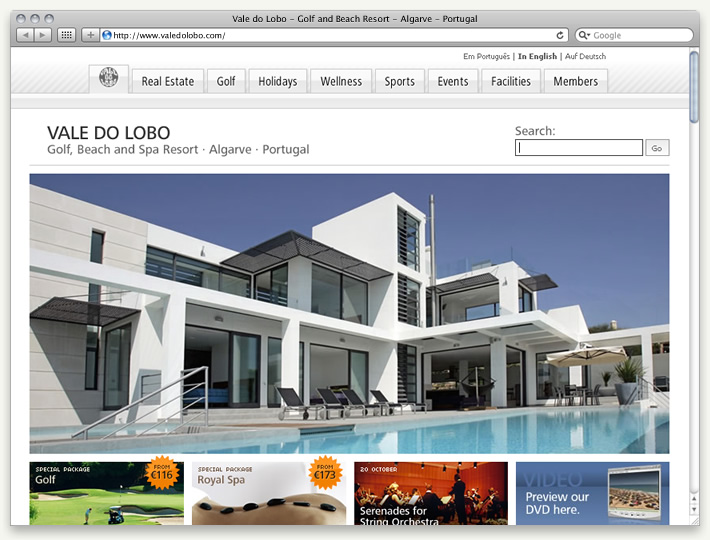 Vale do Lobo - Golf and Beach Resort - Algarve - Portugal
http://www.valedolobo.com/
Google
Em Português | In English | Auf Deutsch
Real Estate
Golf
Holidays
Wellness
Sports
Events
Facilities
Members
VALE DO LOBO
Golf, Beach and Spa Resort · Algarve · Portugal
Search:
Go
SPECIAL PACKAGE
Golf
FROM
€116
SPECIAL PACKAGE
Royal Spa
FROM
€173
20 OCTOBER
Serenades for
String Orchestra
VIDEO
Preview our
DVD here.